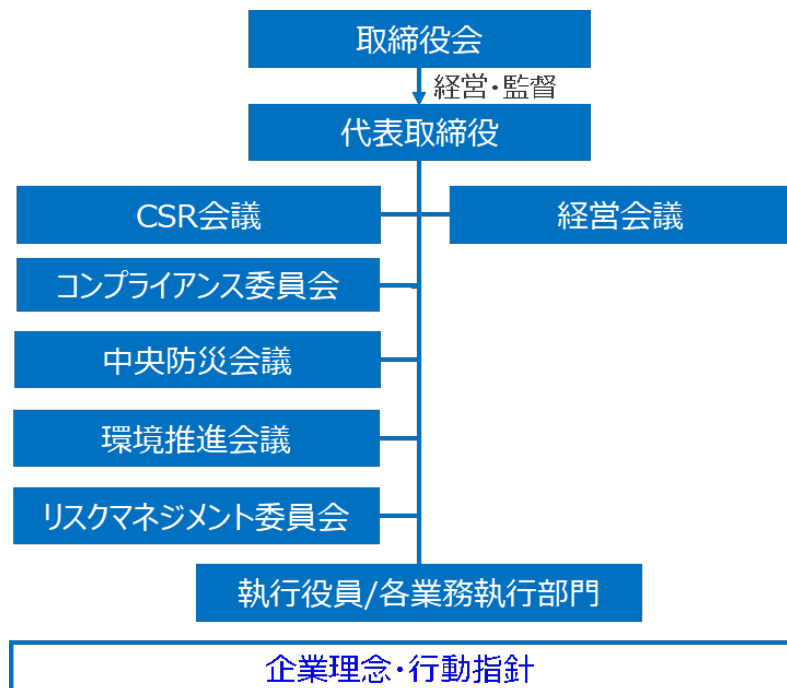 取締役会
経営・監督
代表取締役
CSR会議
経営会議
コンプライアンス委員会
中央防災会議
環境推進会議
リスクマネジメント委員会
執行役員/各業務執行部門
企業理念・行動指針